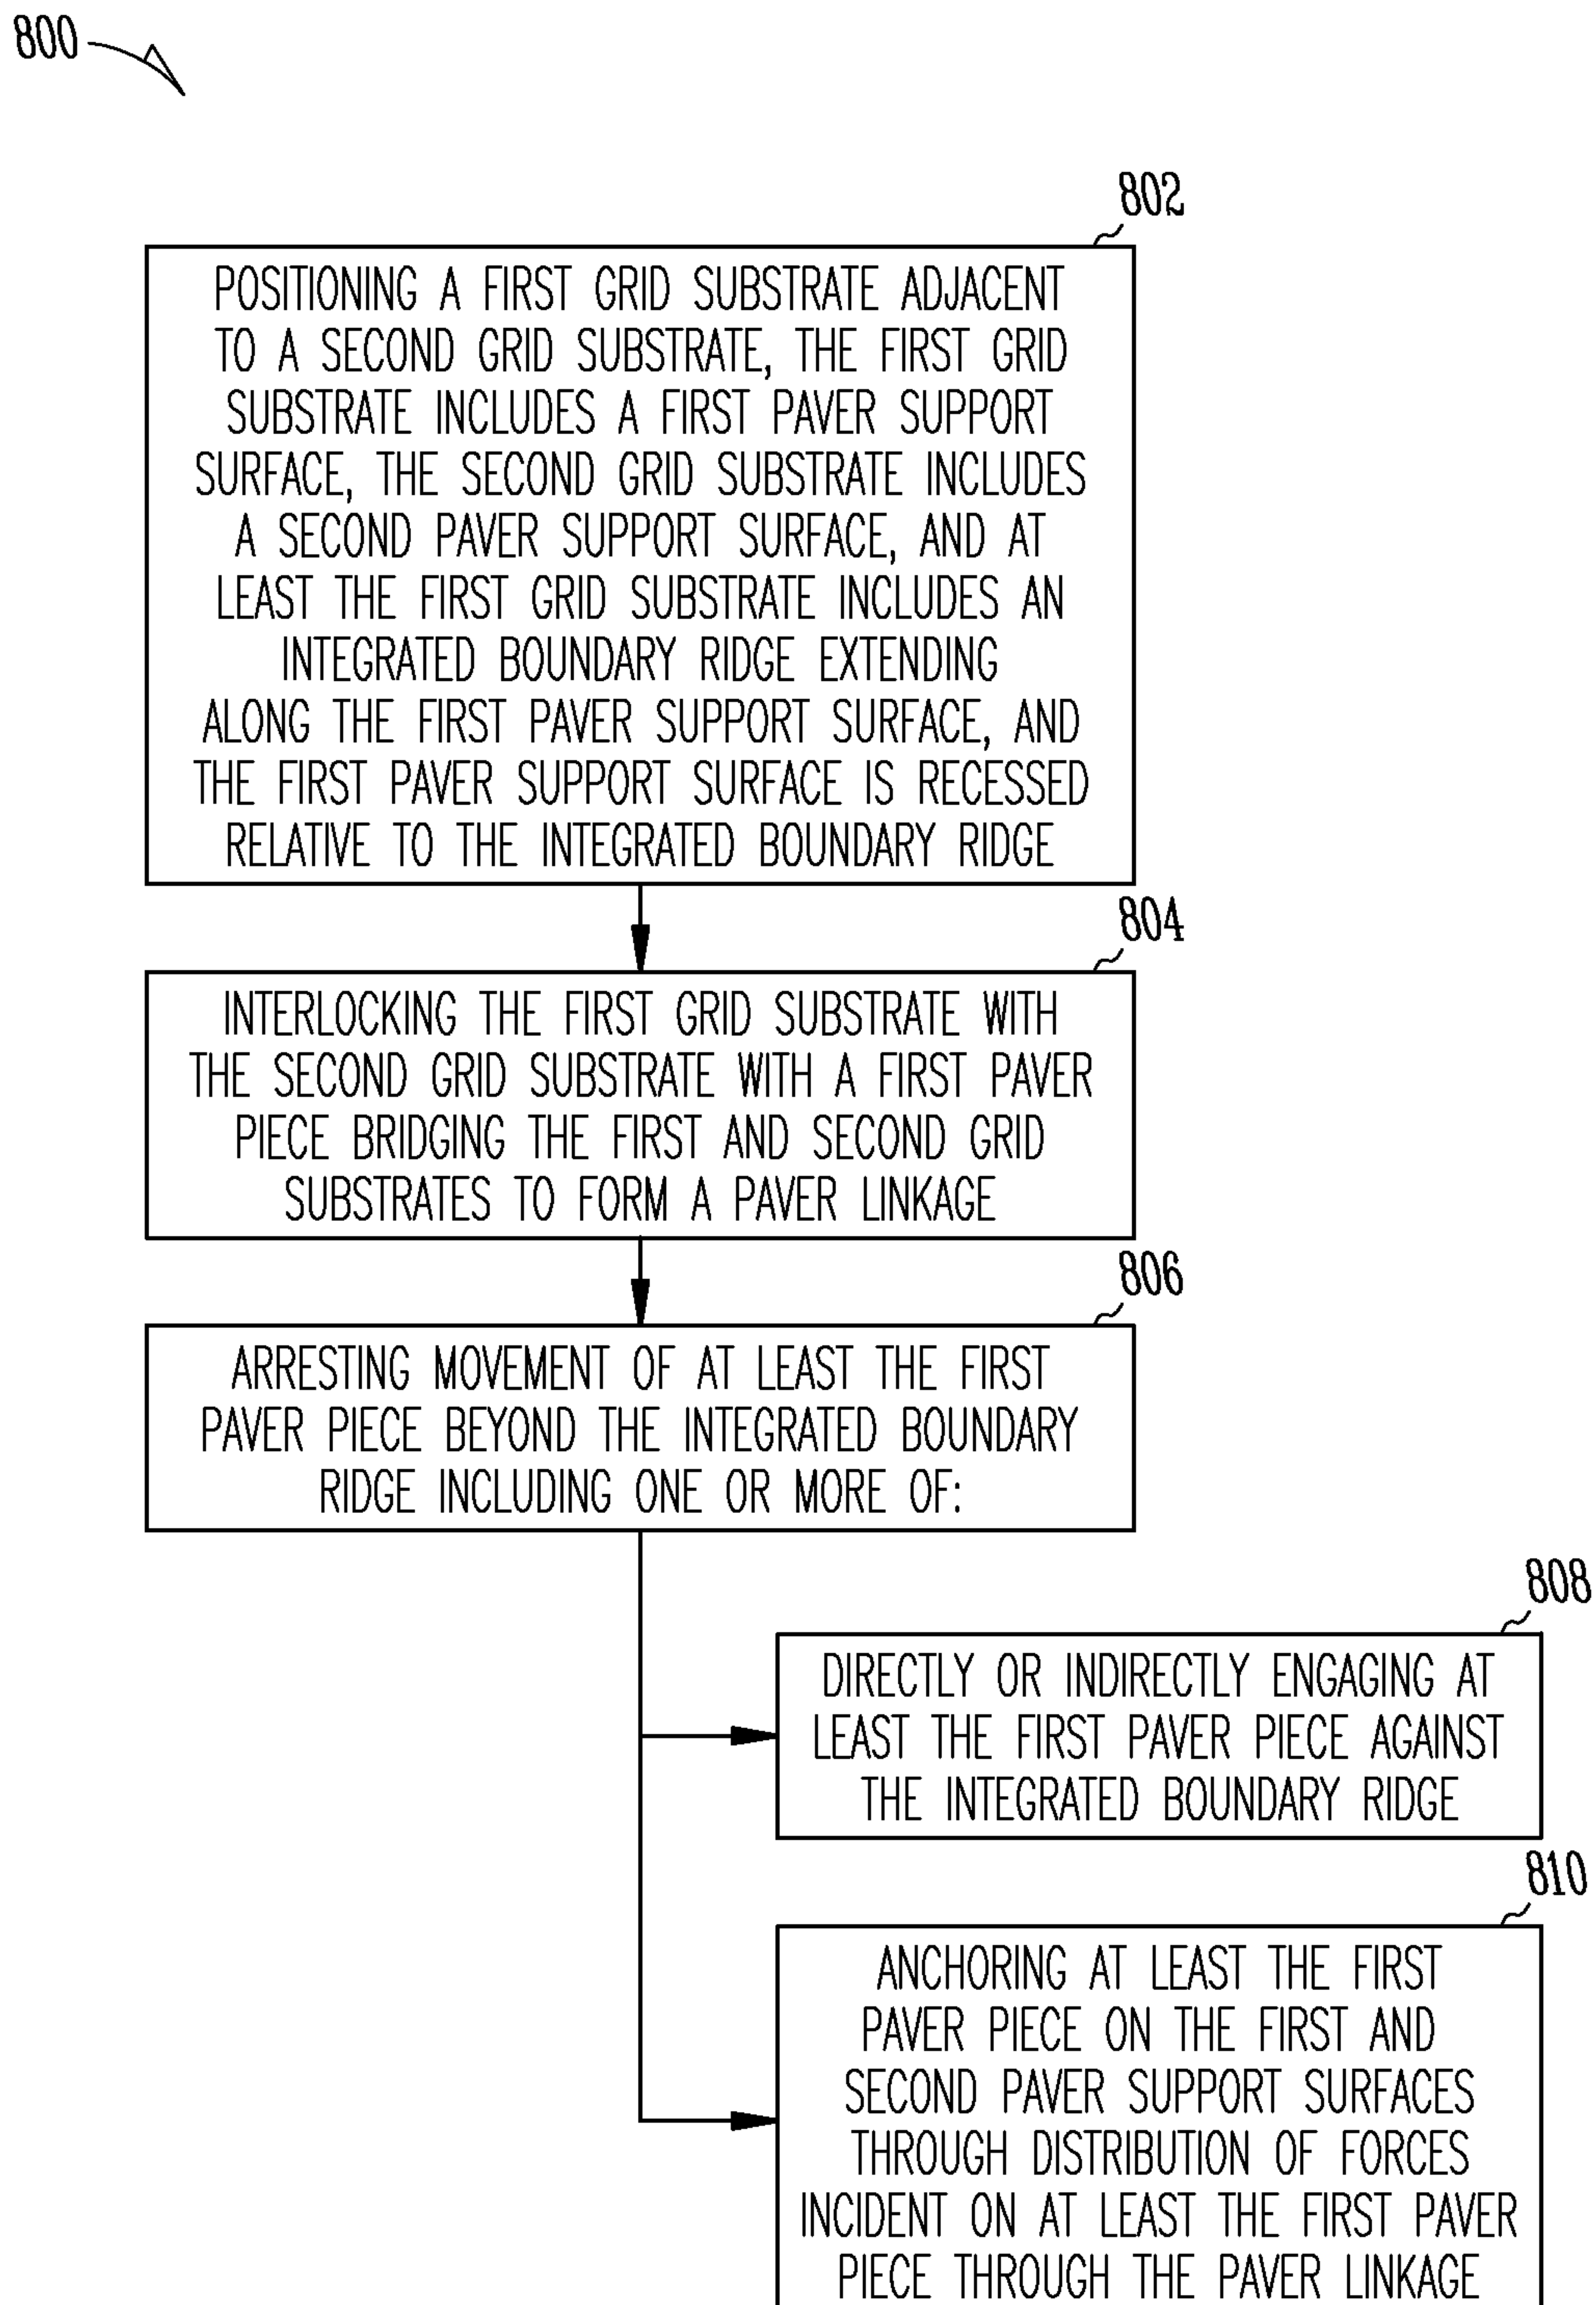 800
802
POSITIONING A FIRST GRID SUBSTRATE ADJACENT
TO A SECOND GRID SUBSTRATE, THE FIRST GRID
SUBSTRATE INCLUDES A FIRST PAVER SUPPORT
SURFACE, THE SECOND GRID SUBSTRATE INCLUDES
A SECOND PAVER SUPPORT SURFACE, AND AT
LEAST THE FIRST GRID SUBSTRATE INCLUDES AN
INTEGRATED BOUNDARY RIDGE EXTENDING
ALONG THE FIRST PAVER SUPPORT SURFACE, AND
THE FIRST PAVER SUPPORT SURFACE IS RECESSED
RELATIVE TO THE INTEGRATED BOUNDARY RIDGE
804
INTERLOCKING THE FIRST GRID SUBSTRATE WITH
THE SECOND GRID SUBSTRATE WITH A FIRST PAVER
PIECE BRIDGING THE FIRST AND SECOND GRID
SUBSTRATES TO FORM A PAVER LINKAGE
806
ARRESTING MOVEMENT OF AT LEAST THE FIRST
PAVER PIECE BEYOND THE INTEGRATED BOUNDARY
RIDGE INCLUDING ONE OR MORE OF:
808
DIRECTLY OR INDIRECTLY ENGAGING AT
LEAST THE FIRST PAVER PIECE AGAINST
THE INTEGRATED BOUNDARY RIDGE
810
ANCHORING AT LEAST THE FIRST
PAVER PIECE ON THE FIRST AND
SECOND PAVER SUPPORT SURFACES
THROUGH DISTRIBUTION OF FORCES
INCIDENT ON AT LEAST THE FIRST PAVER
PIECE THROUGH THE PAVER LINKAGE